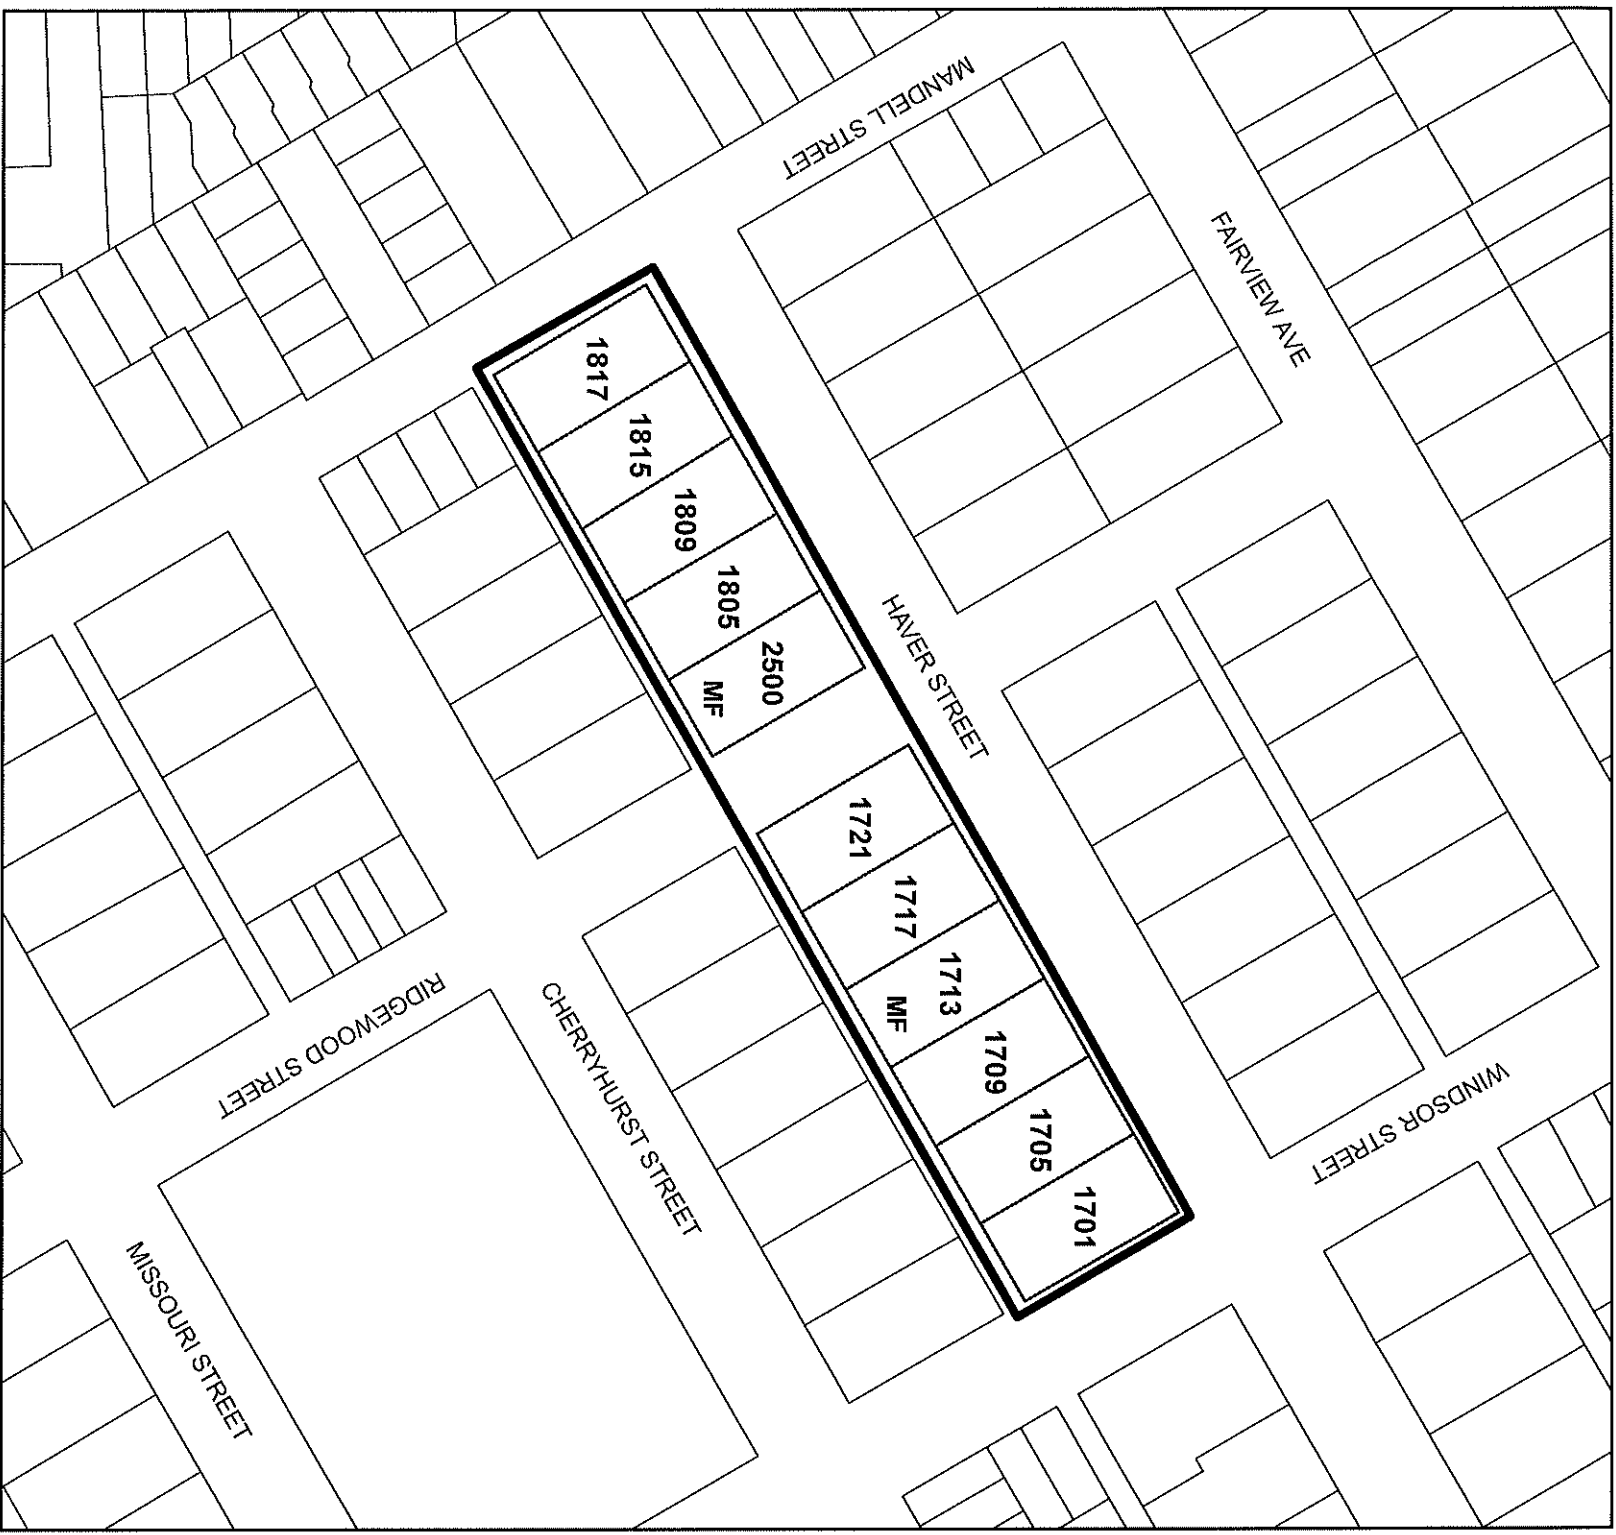 MANDELL STREET
FAIRVIEW AVE
1817
1815
1809
1805
2500
MF
HAVER STREET
1721
1717
1713
MF
1709
1705
1701
WINDSOR STREET
RIDGEWOOD STREET
CHERRYHURST STREET
MISSOURI STREET